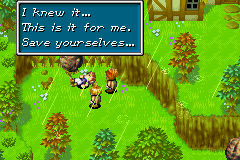 I knew it...
This is it for me.
Save yourselves...